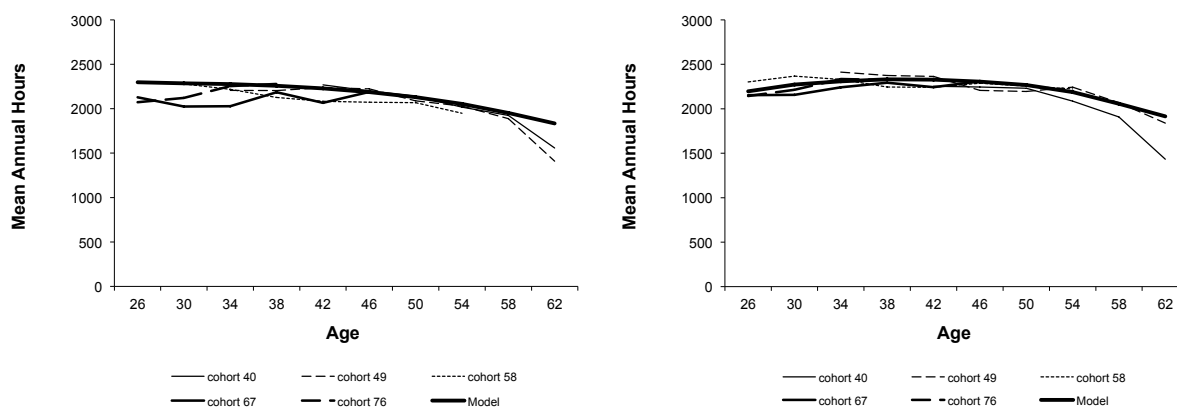 3000
2500
2000
1500
1000
500
0
Mean Annual Hours
26 30 34 38 42 46 50 54 58 62
Age
cohort 40 cohort 49 cohort 58
cohort 67 cohort 76 Model
3000
2500
2000
1500
1000
500
0
Mean Annual Hours
26 30 34 38 42 46 50 54 58 62
Age
cohort 40 cohort 49 cohort 58
cohort 67 cohort 76 Model